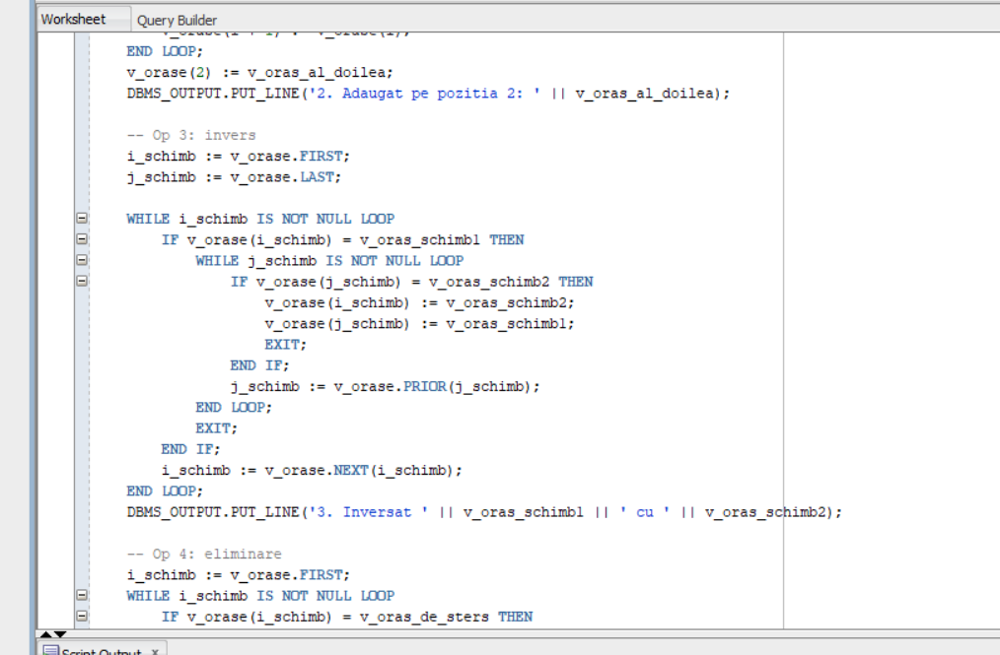 Worksheet Query Builder
END LOOP;
v_orase(2) := v_oras_al_doilea;
DBMS_OUTPUT.PUT_LINE('2. Adaugat pe pozitia 2: ' || v_oras_al_doilea);
-- Op 3: invers
i_schimb := v_orase.FIRST;
j_schimb := v_orase.LAST;
WHILE i_schimb IS NOT NULL LOOP
IF v_orase(i_schimb) = v_oras_schimb1 THEN
WHILE j_schimb IS NOT NULL LOOP
IF v_orase(j_schimb) = v_oras_schimb2 THEN
v_orase(i_schimb) := v_oras_schimb2;
v_orase(j_schimb) := v_oras_schimb1;
EXIT;
END IF;
j_schimb := v_orase.PRIOR(j_schimb);
END LOOP;
EXIT;
END IF;
i_schimb := v_orase.NEXT(i_schimb);
END LOOP;
DBMS_OUTPUT.PUT_LINE('3. Inversat ' || v_oras_schimb1 || ' cu ' || v_oras_schimb2);
-- Op 4: eliminare
i_schimb := v_orase.FIRST;
WHILE i_schimb IS NOT NULL LOOP
IF v_orase(i_schimb) = v_oras_de_sters THEN
Script Output x